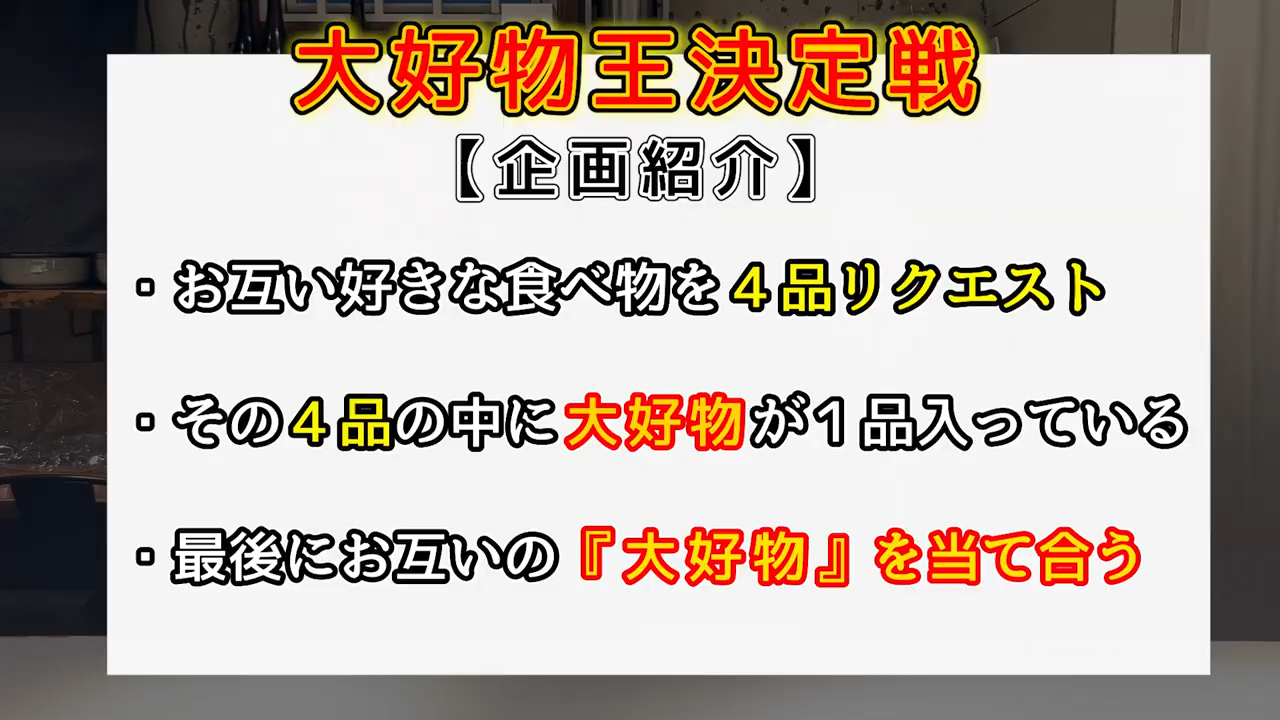 大好物王決定戦
【企画紹介】
・お互い好きな食べ物を４品リクエスト
・その４品の中に大好物が１品入っている
・最後にお互いの『大好物』を当て合う